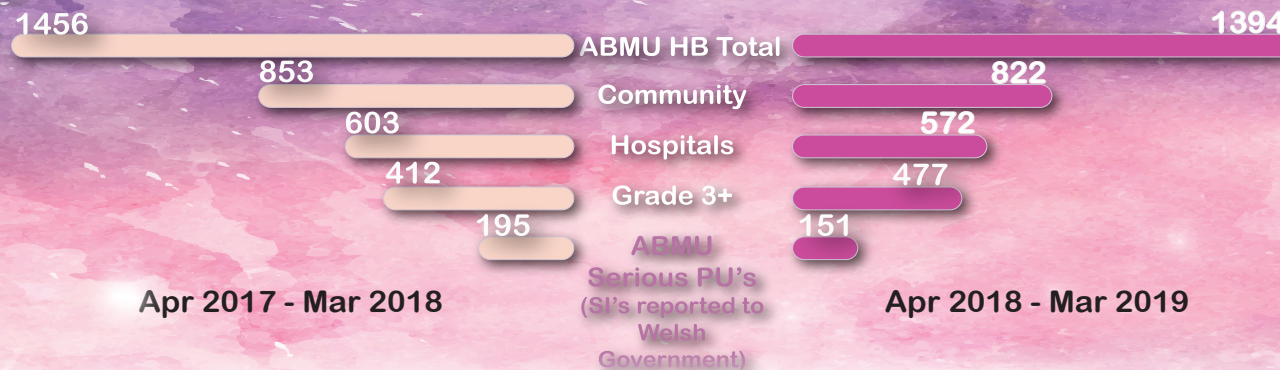 1456
ABMU HB Total
1394
853
Community
822
603
Hospitals
572
412
Grade 3+
477
195
ABMU
151
Serious PU's
(SI's reported to
Welsh
Government)
Apr 2017 - Mar 2018
Apr 2018 - Mar 2019